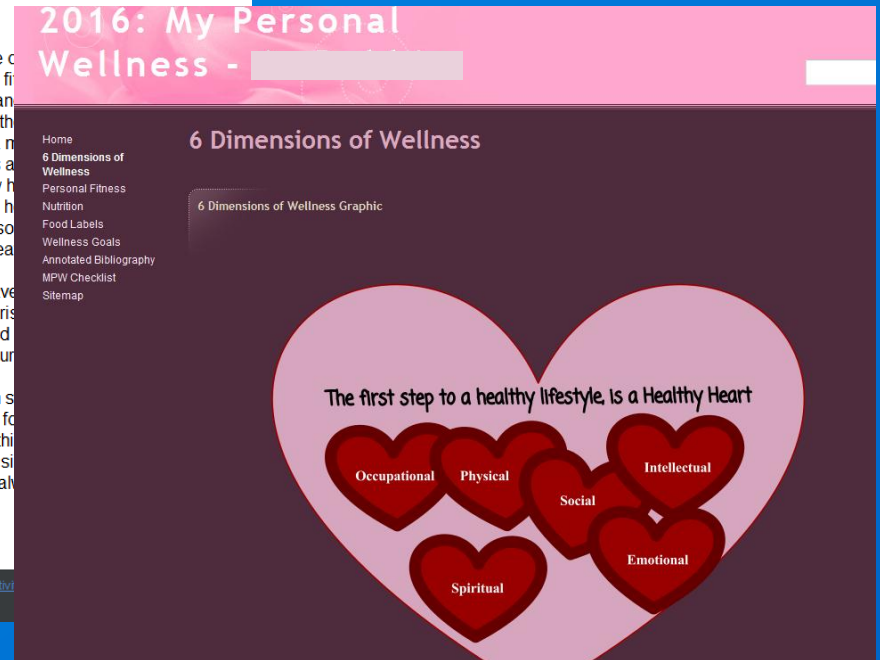 2016: My Personal
Wellness -
Home
6 Dimensions of
Wellness
Personal Fitness
Nutrition
Food Labels
Wellness Goals
Annotated Bibliography
MPW Checklist
Sitemap
6 Dimensions of Wellness
6 Dimensions of Wellness Graphic
The first step to a healthy lifestyle, is a Healthy Heart
Occupational
Physical
Social
Intellectual
Emotional
Spiritual